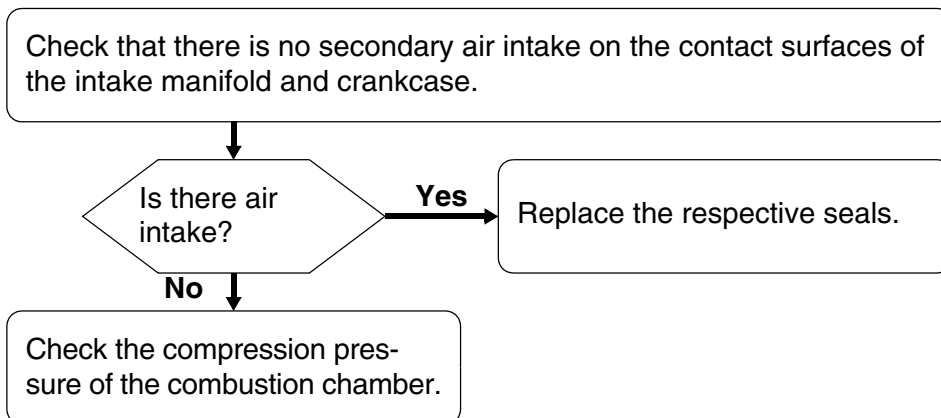 Check that there is no secondary air intake on the contact surfaces of
the intake manifold and crankcase.
Is there air
intake?
Yes
Replace the respective seals.
No
Check the compression pres-
sure of the combustion chamber.